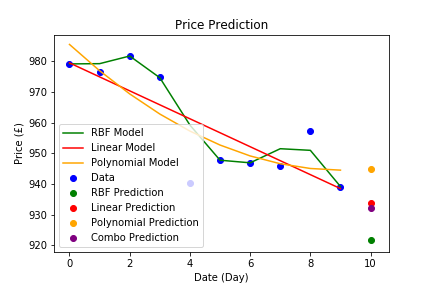 Price Prediction
Price (£)
980
970
960
950
940
930
920
RBF Model
Linear Model
Polynomial Model
Data
RBF Prediction
Linear Prediction
Polynomial Prediction
Combo Prediction
0
2
4
6
8
10
Date (Day)